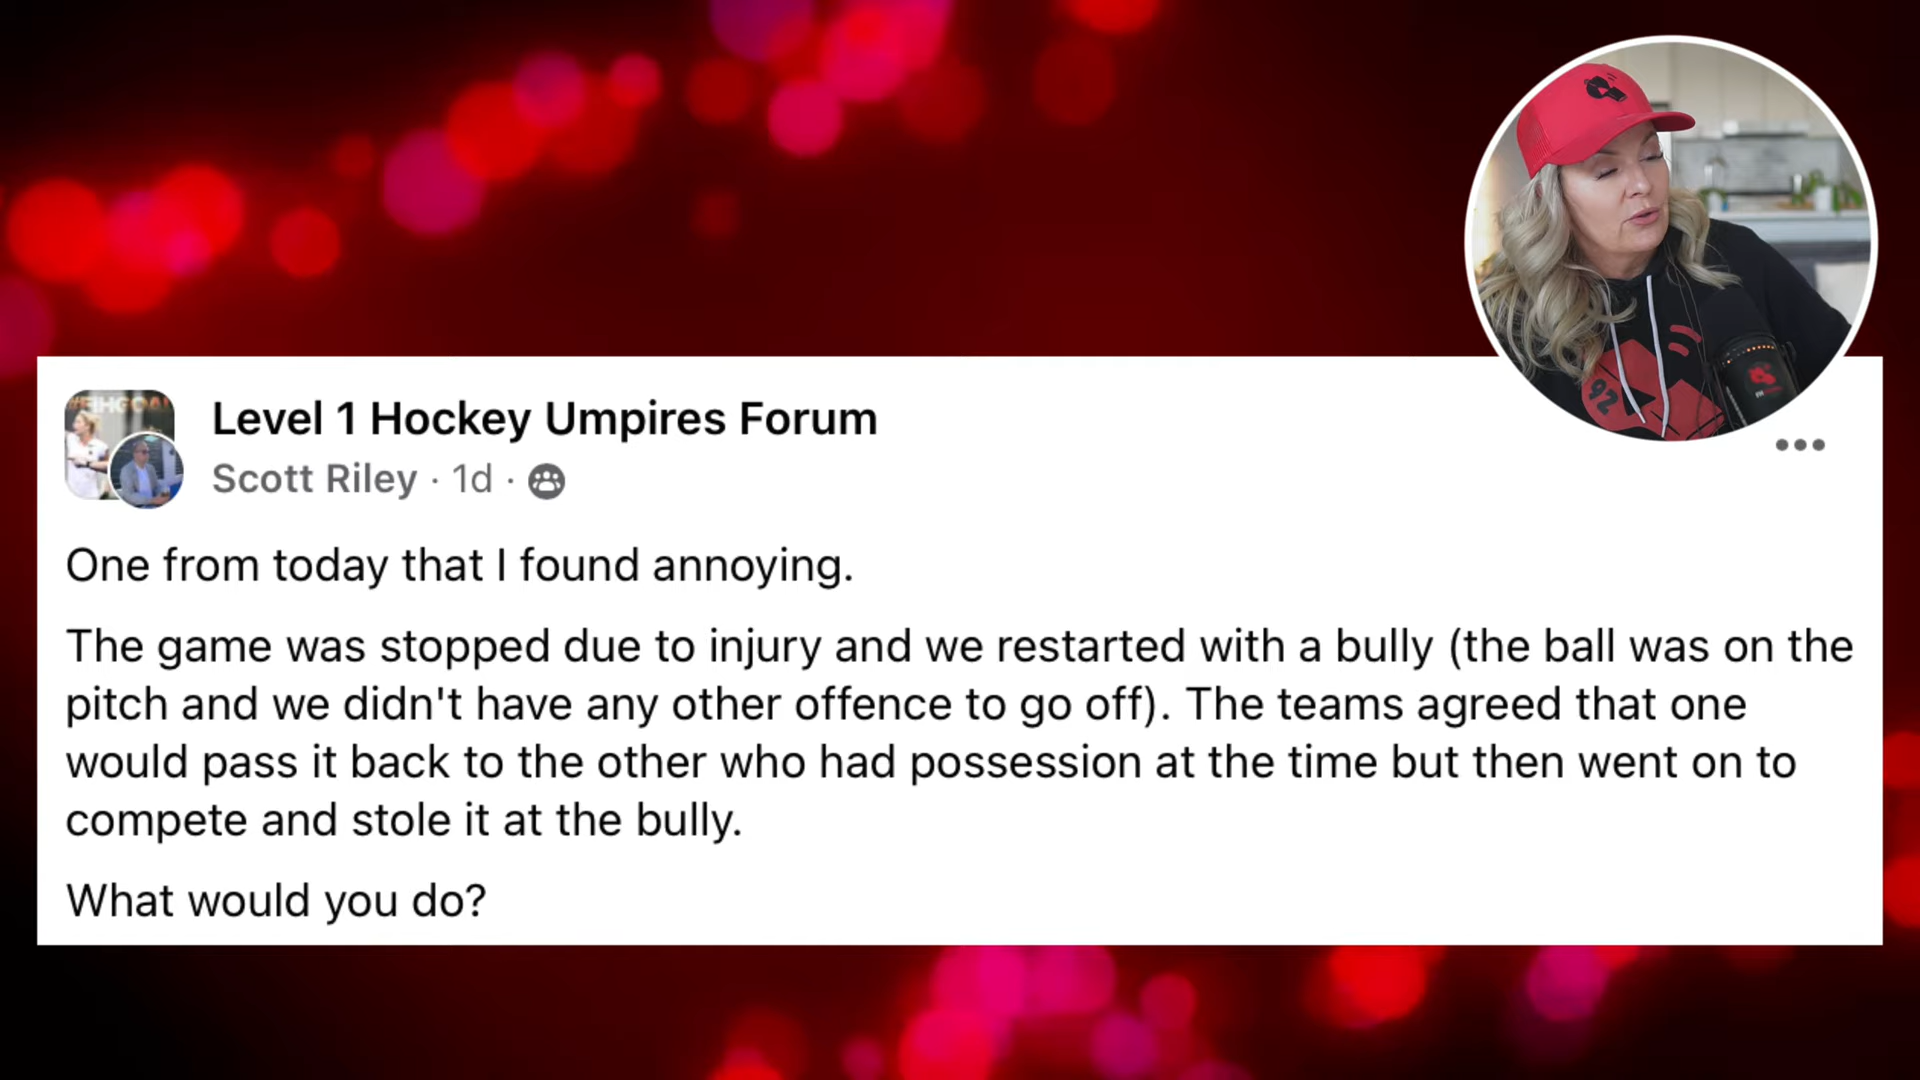 #FIHGOA
Level 1 Hockey Umpires Forum
Scott Riley · 1d ·
One from today that I found annoying.
The game was stopped due to injury and we restarted with a bully (the ball was on the
pitch and we didn't have any other offence to go off). The teams agreed that one
would pass it back to the other who had possession at the time but then went on to
compete and stole it at the bully.
What would you do?
92